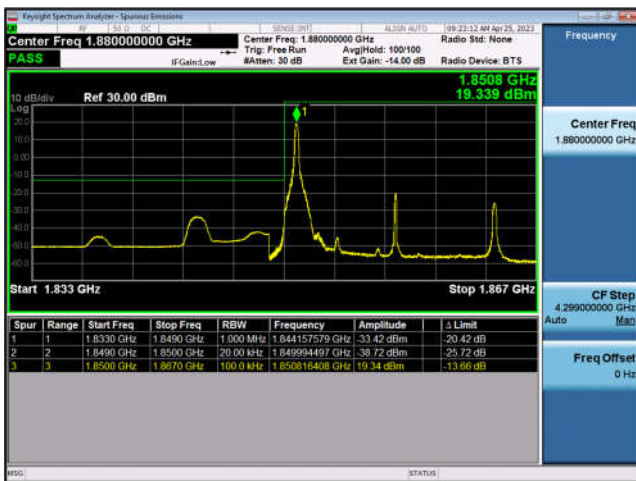 Keysight Spectrum Analyzer - Spurious Emissions
RF 50 Ω DC SENSE:INT ALIGN AUTO 09:23:12 AM Apr 25, 2023
Center Freq 1.880000000 GHz Center Freq: 1.880000000 GHz Radio Std: None Frequency
Trig: Free Run Avg|Hold: 100/100
PASS IFGain:Low #Atten: 30 dB Ext Gain: -14.00 dB Radio Device: BTS
1.8508 GHz
10 dB/div Ref 30.00 dBm 19.339 dBm
Log
1
20.0
10.0
0.00
-10.0
-20.0
-30.0
-40.0
-50.0
-60.0
Center Freq
1.880000000 GHz
Start 1.833 GHz Stop 1.867 GHz
CF Step
4.299000000 GHz
Auto Man
Spur Range Start Freq Stop Freq RBW Frequency Amplitude Δ Limit
1 1 1.8330 GHz 1.8490 GHz 1.000 MHz 1.844157579 GHz -33.42 dBm -20.42 dB
2 2 1.8490 GHz 1.8500 GHz 20.00 kHz 1.849994497 GHz -38.72 dBm -25.72 dB
3 3 1.8500 GHz 1.8670 GHz 100.0 kHz 1.850816408 GHz 19.34 dBm -13.66 dB
Freq Offset
0 Hz
MSG STATUS